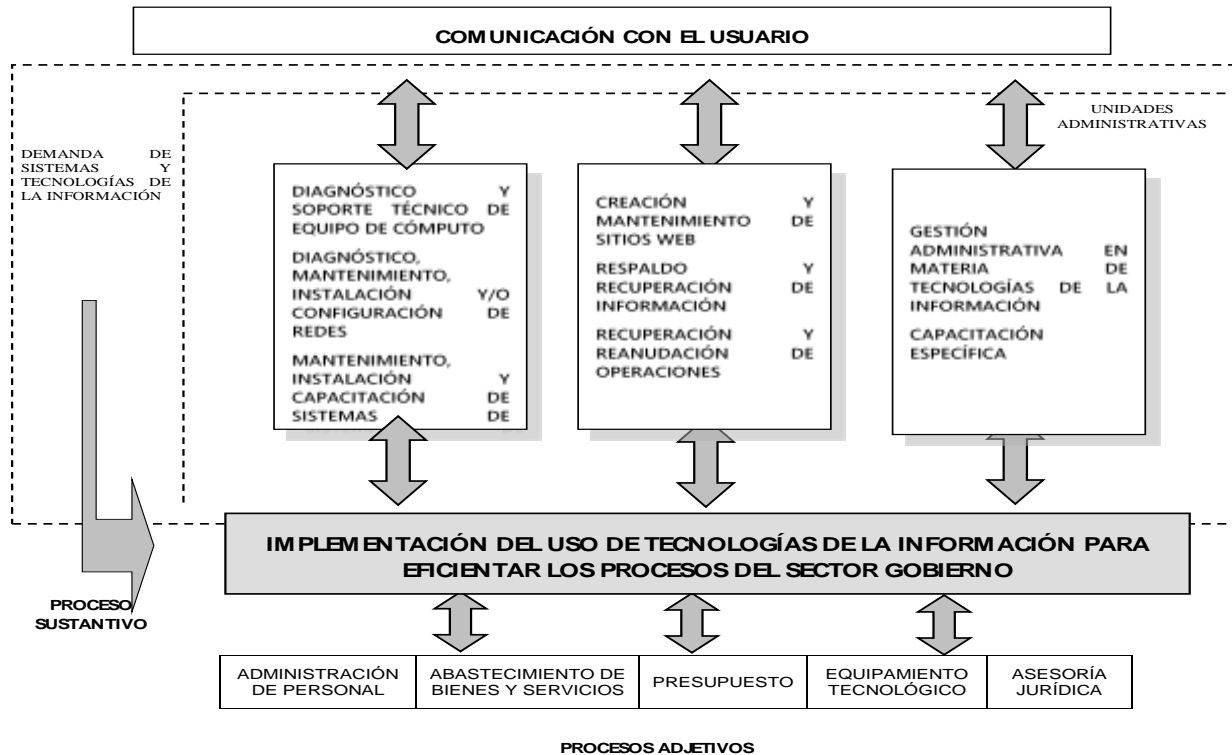 COMUNICACIÓN CON EL USUARIO
UNIDADES
ADMINISTRATIVAS
DEMANDA DE
SISTEMAS Y
TECNOLOGÍAS DE
LA INFORMACIÓN
DIAGNÓSTICO Y
SOPORTE TÉCNICO DE
EQUIPO DE CÓMPUTO
DIAGNÓSTICO,
MANTENIMIENTO,
INSTALACIÓN Y/O
CONFIGURACIÓN DE
REDES
MANTENIMIENTO,
INSTALACIÓN Y
CAPACITACIÓN DE
SISTEMAS DE
CREACIÓN Y
MANTENIMIENTO DE
SITIOS WEB
RESPALDO Y
RECUPERACIÓN DE
INFORMACIÓN
RECUPERACIÓN Y
REANUDACIÓN DE
OPERACIONES
GESTIÓN
ADMINISTRATIVA EN
MATERIA DE
TECNOLOGÍAS DE LA
INFORMACIÓN
CAPACITACIÓN
ESPECÍFICA
IMPLEMENTACIÓN DEL USO DE TECNOLOGÍAS DE LA INFORMACIÓN PARA
EFICIENTAR LOS PROCESOS DEL SECTOR GOBIERNO
PROCESO
SUSTANTIVO
ADMINISTRACIÓN
DE PERSONAL
ABASTECIMIENTO DE
BIENES Y SERVICIOS
PRESUPUESTO
EQUIPAMIENTO
TECNOLÓGICO
ASESORÍA
JURÍDICA
PROCESOS ADJETIVOS